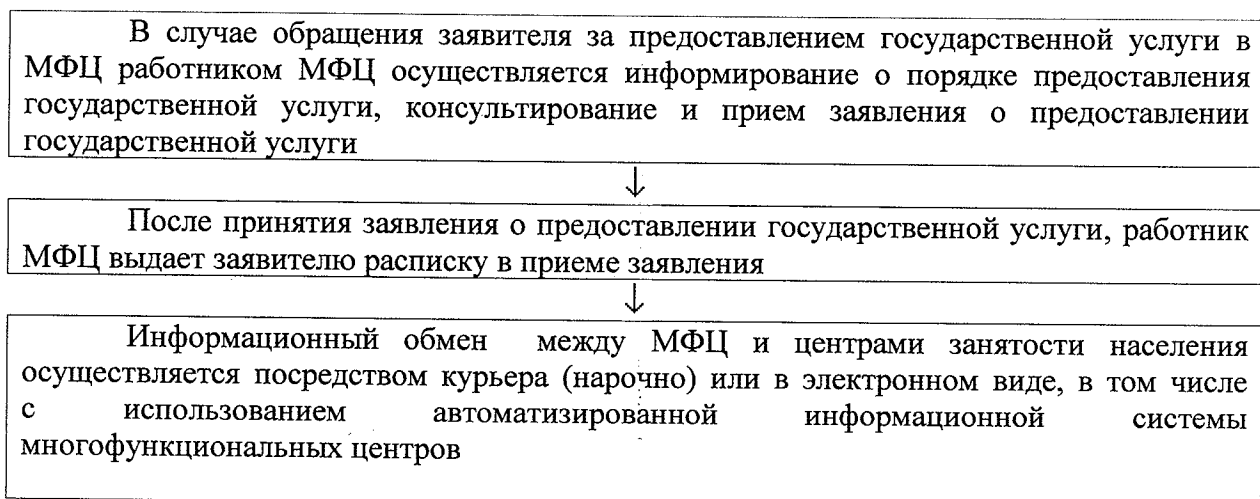 В случае обращения заявителя за предоставлением государственной услуги в
МФЦ работником МФЦ осуществляется информирование о порядке предоставления
государственной услуги, консультирование и прием заявления о предоставлении
государственной услуги
↓
После принятия заявления о предоставлении государственной услуги, работник
МФЦ выдает заявителю расписку в приеме заявления
↓
Информационный обмен между МФЦ и центрами занятости населения
осуществляется посредством курьера (нарочно) или в электронном виде, в том числе
с использованием автоматизированной информационной системы
многофункциональных центров